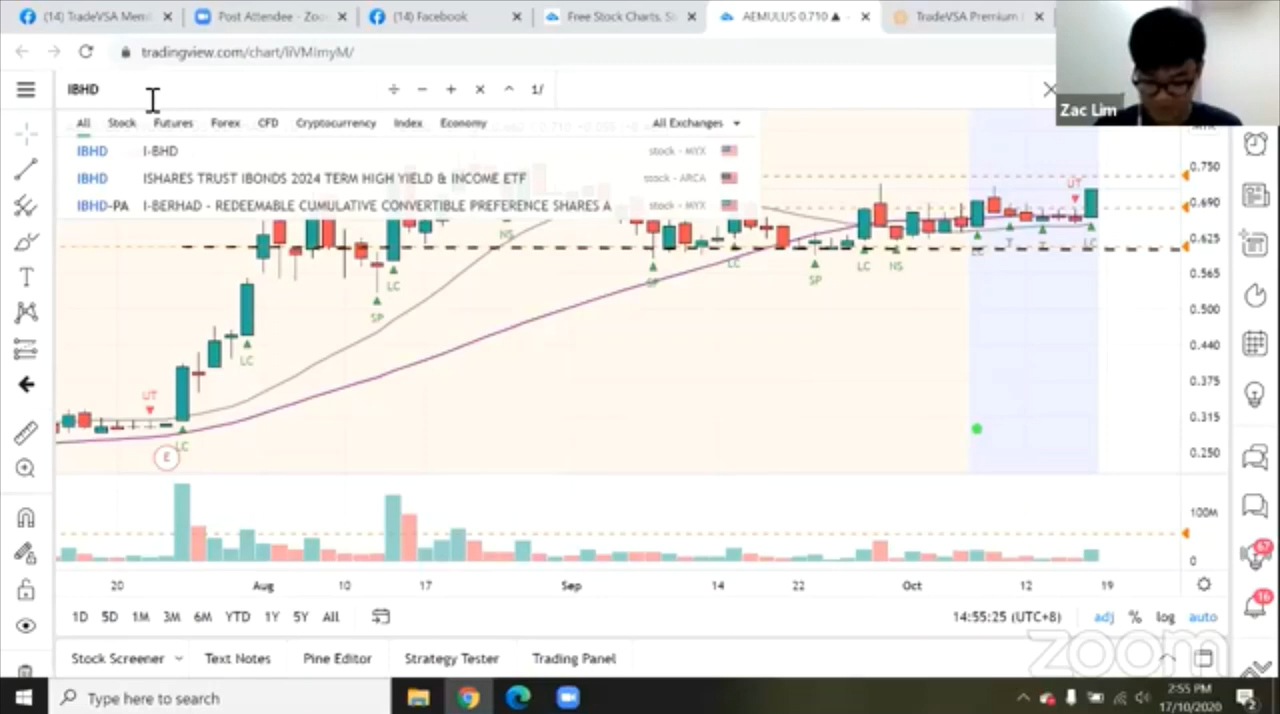 (14) TradeVSA Mem
Post Attendee - Zoo
(14) Facebook
Free Stock Charts, S
AEMULUS 0.710 ▲
TradeVSA Premium
tradingview.com/chart/IiVMImyM/
Zac Lim
IBHD
÷ − + × ^ 1/
All Stock Futures Forex CFD Cryptocurrency Index Economy All Exchanges
IBHD I-BHD stock - MYX
IBHD ISHARES TRUST IBONDS 2024 TERM HIGH YIELD & INCOME ETF stock - ARCA
IBHD-PA I-BERHAD - REDEEMABLE CUMULATIVE CONVERTIBLE PREFERENCE SHARES A stock - MYX
0.750
UT
0.690
NS
0.625
LC
LC
SP
LC
NS
LC
SP
SP
LC
0.565
0.500
0.440
LC
0.375
UT
0.315
LC
E
0.250
100M
0
20 Aug 10 17 Sep 14 22 Oct 12 19
1D 5D 1M 3M 6M YTD 1Y 5Y All
14:55:25 (UTC+8) adj % log auto
67
16
Stock Screener Text Notes Pine Editor Strategy Tester Trading Panel
zoom
Type here to search
2:55 PM
17/10/2020
2